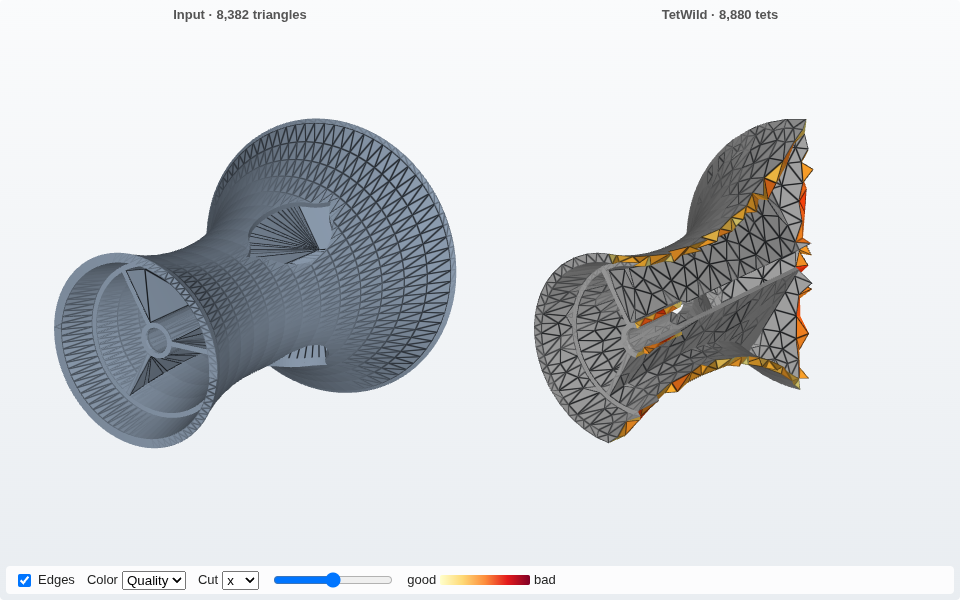 Input · 8,382 triangles
TetWild · 8,880 tets
Edges Color Quality Cut x good bad